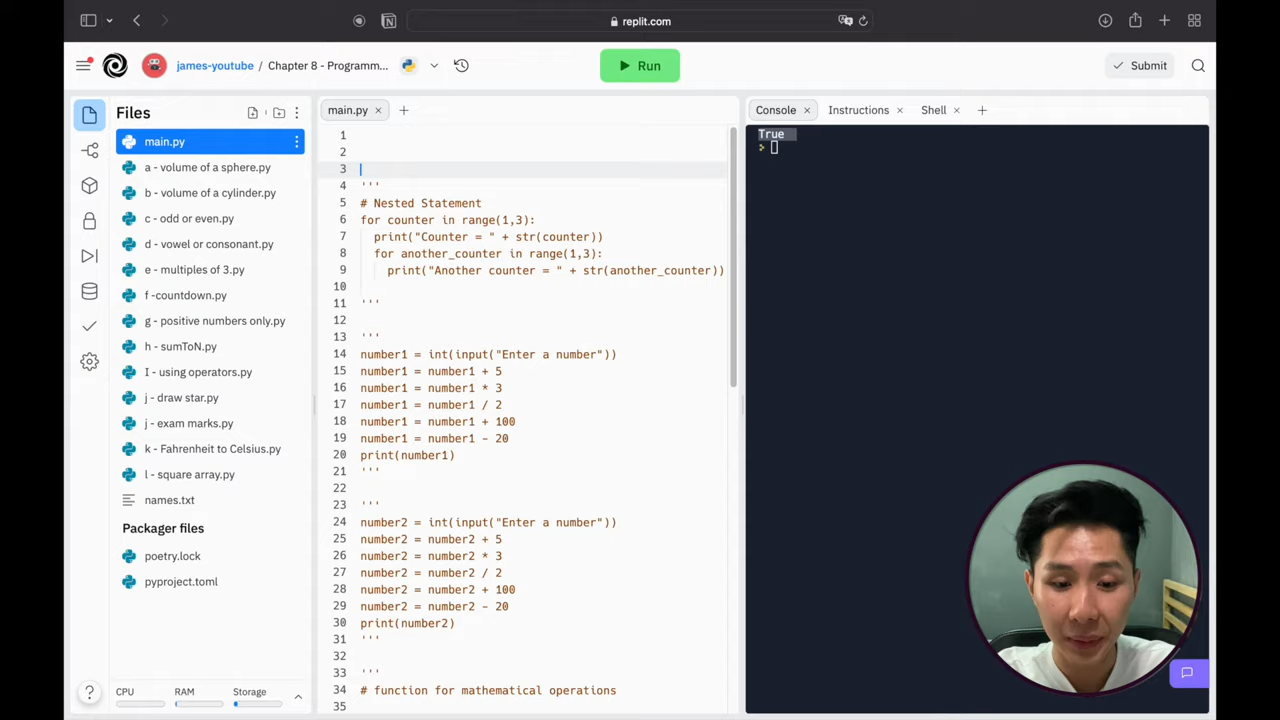 replit.com
james-youtube / Chapter 8 - Programm...
Run
Submit
Files
main.py
a - volume of a sphere.py
b - volume of a cylinder.py
c - odd or even.py
d - vowel or consonant.py
e - multiples of 3.py
f -countdown.py
g - positive numbers only.py
h - sumToN.py
I - using operators.py
j - draw star.py
j - exam marks.py
k - Fahrenheit to Celsius.py
l - square array.py
names.txt
Packager files
poetry.lock
pyproject.toml
? CPU RAM Storage
main.py
1
2
3
4 '''
5 # Nested Statement
6 for counter in range(1,3):
7 print("Counter = " + str(counter))
8 for another_counter in range(1,3):
9 print("Another counter = " + str(another_counter))
10
11 '''
12
13 '''
14 number1 = int(input("Enter a number"))
15 number1 = number1 + 5
16 number1 = number1 * 3
17 number1 = number1 / 2
18 number1 = number1 + 100
19 number1 = number1 - 20
20 print(number1)
21 '''
22
23 '''
24 number2 = int(input("Enter a number"))
25 number2 = number2 + 5
26 number2 = number2 * 3
27 number2 = number2 / 2
28 number2 = number2 + 100
29 number2 = number2 - 20
30 print(number2)
31 '''
32
33 '''
34 # function for mathematical operations
35
Console Instructions Shell
True